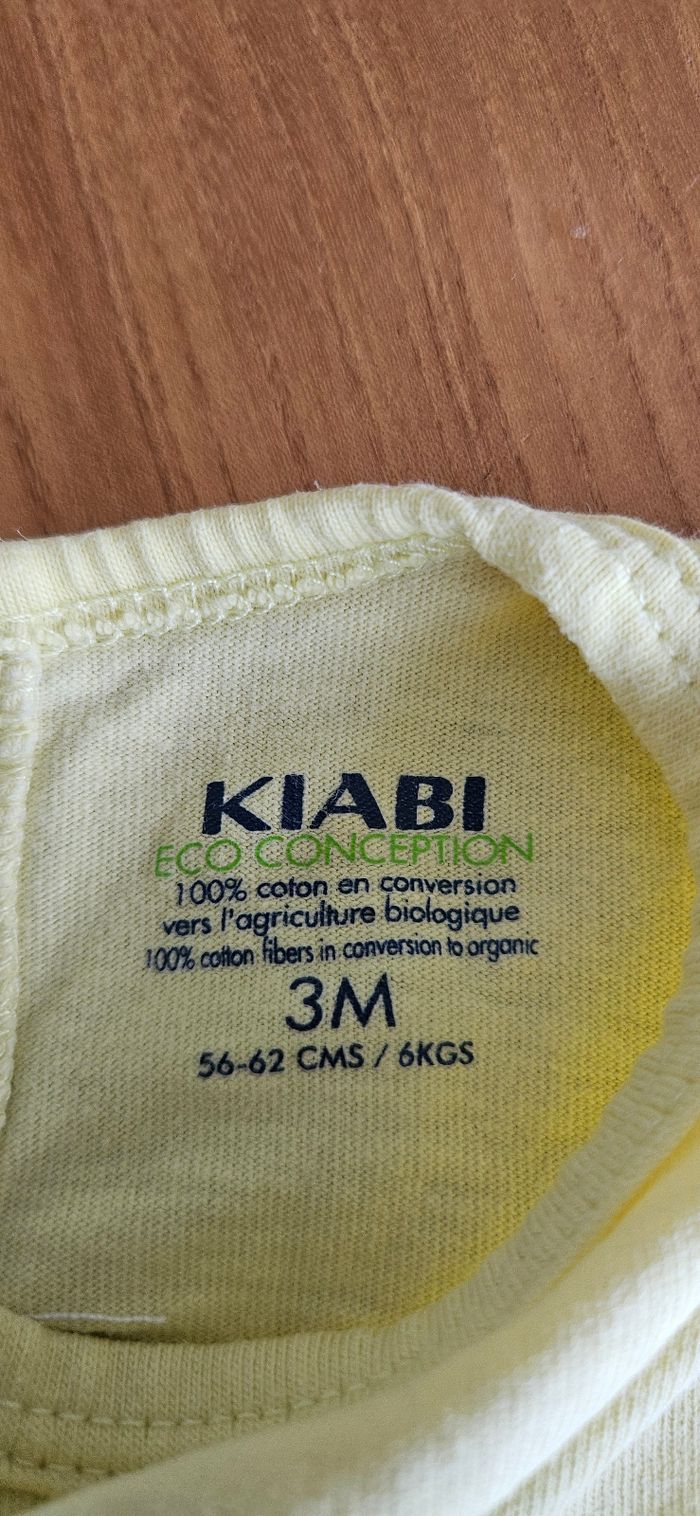 KIABI
ECO CONCEPTION
100% coton en conversion
vers l'agriculture biologique
100% cotton fibers in conversion to organic
3M
56-62 CMS / 6KGS